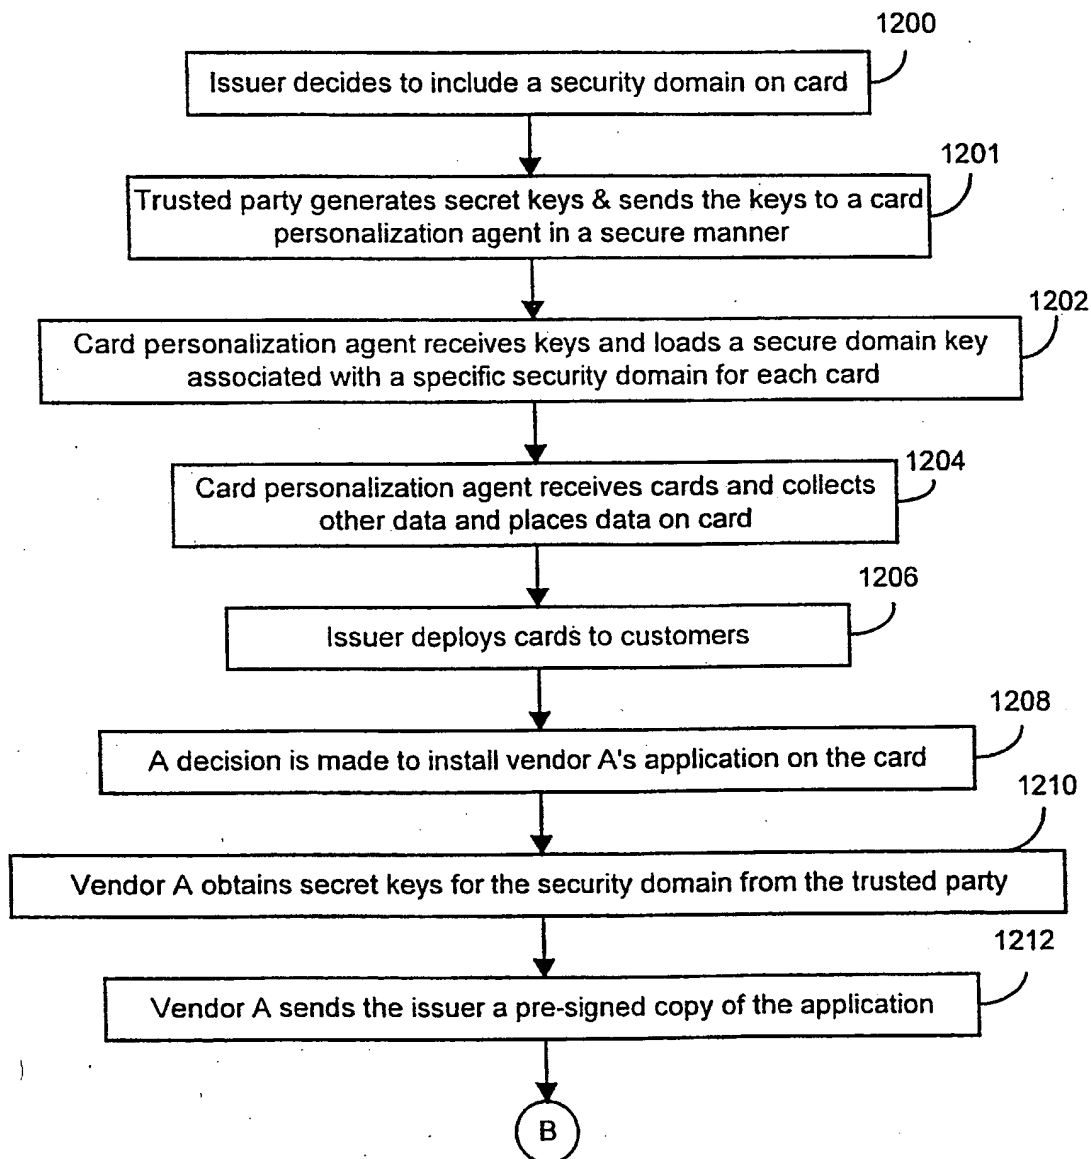 1200
Issuer decides to include a security domain on card
1201
Trusted party generates secret keys & sends the keys to a card
personalization agent in a secure manner
1202
Card personalization agent receives keys and loads a secure domain key
associated with a specific security domain for each card
1204
Card personalization agent receives cards and collects
other data and places data on card
1206
Issuer deploys cards to customers
1208
A decision is made to install vendor A's application on the card
1210
Vendor A obtains secret keys for the security domain from the trusted party
1212
Vendor A sends the issuer a pre-signed copy of the application
B